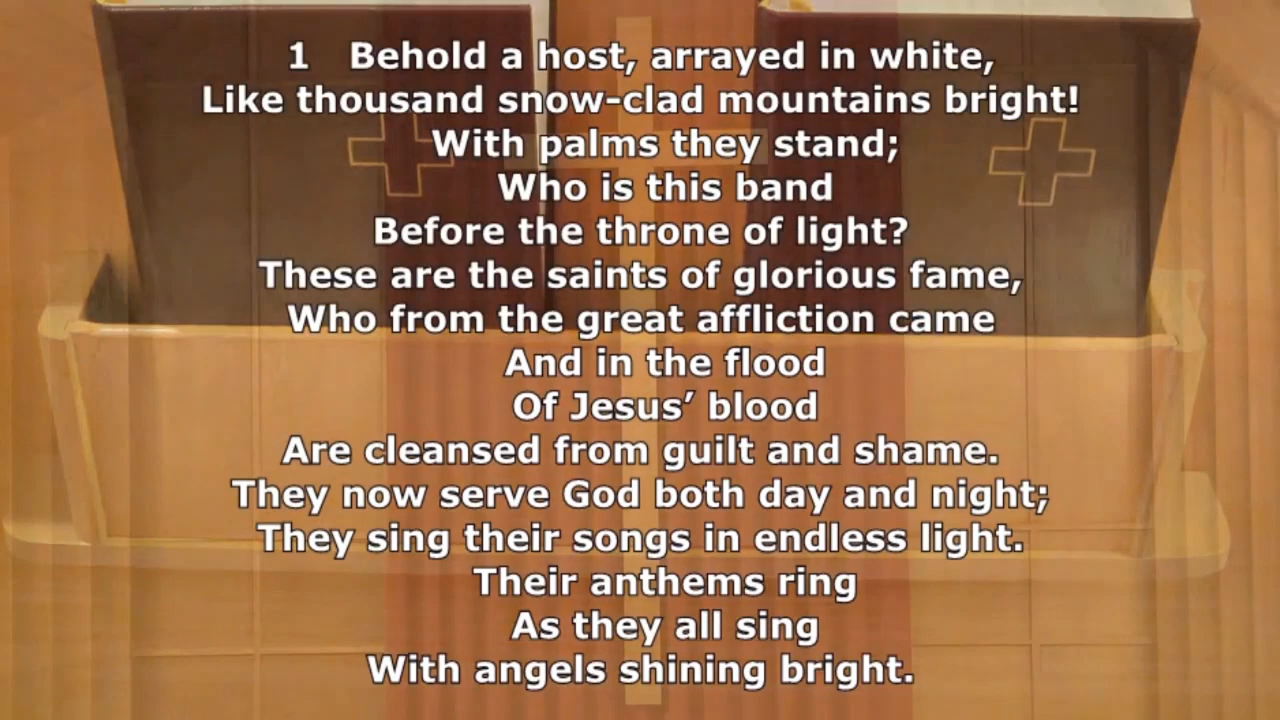 1 Behold a host, arrayed in white,
Like thousand snow-clad mountains bright!
With palms they stand;
Who is this band
Before the throne of light?
These are the saints of glorious fame,
Who from the great affliction came
And in the flood
Of Jesus’ blood
Are cleansed from guilt and shame.
They now serve God both day and night;
They sing their songs in endless light.
Their anthems ring
As they all sing
With angels shining bright.